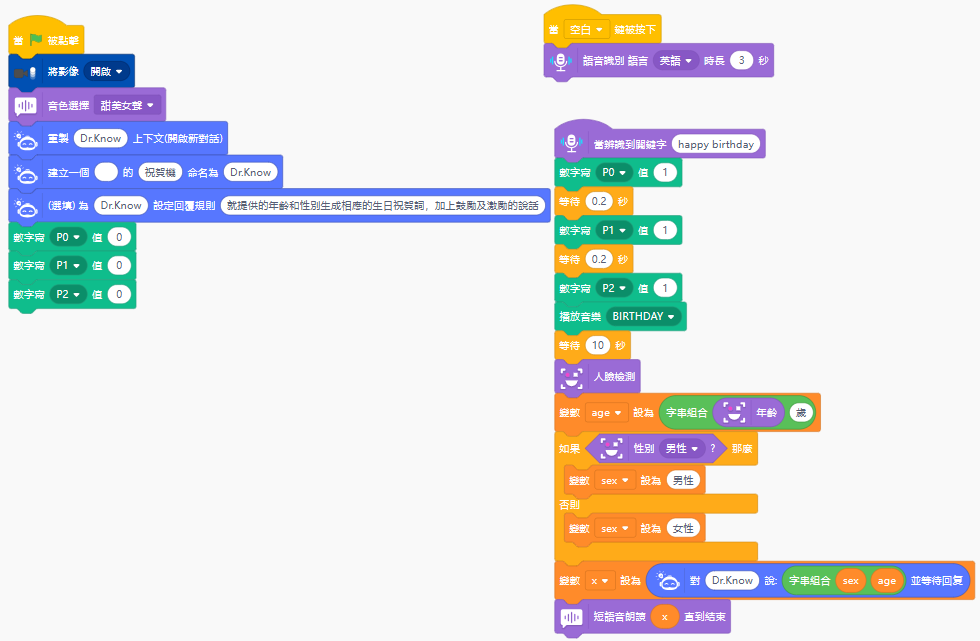 當 被點擊
將影像 開啟
音色選擇 甜美女聲
重製 Dr.Know 上下文(開啟新對話)
建立一個 的 祝賀機 命名為 Dr.Know
(選填) 為 Dr.Know 設定回覆規則 就提供的年齡和性別生成相應的生日祝賀詞，加上鼓勵及激勵的說話
數字寫 P0 值 0
數字寫 P1 值 0
數字寫 P2 值 0
當 空白 鍵被按下
語音識別 語言 英語 時長 3 秒
當辨識到關鍵字 happy birthday
數字寫 P0 值 1
等待 0.2 秒
數字寫 P1 值 1
等待 0.2 秒
數字寫 P2 值 1
播放音樂 BIRTHDAY
等待 10 秒
人臉檢測
變數 age 設為 字串組合 年齡 歲
如果 性別 男性 ? 那麼
變數 sex 設為 男性
否則
變數 sex 設為 女性
變數 x 設為 對 Dr.Know 說: 字串組合 sex age 並等待回复
短語音朗讀 x 直到結束